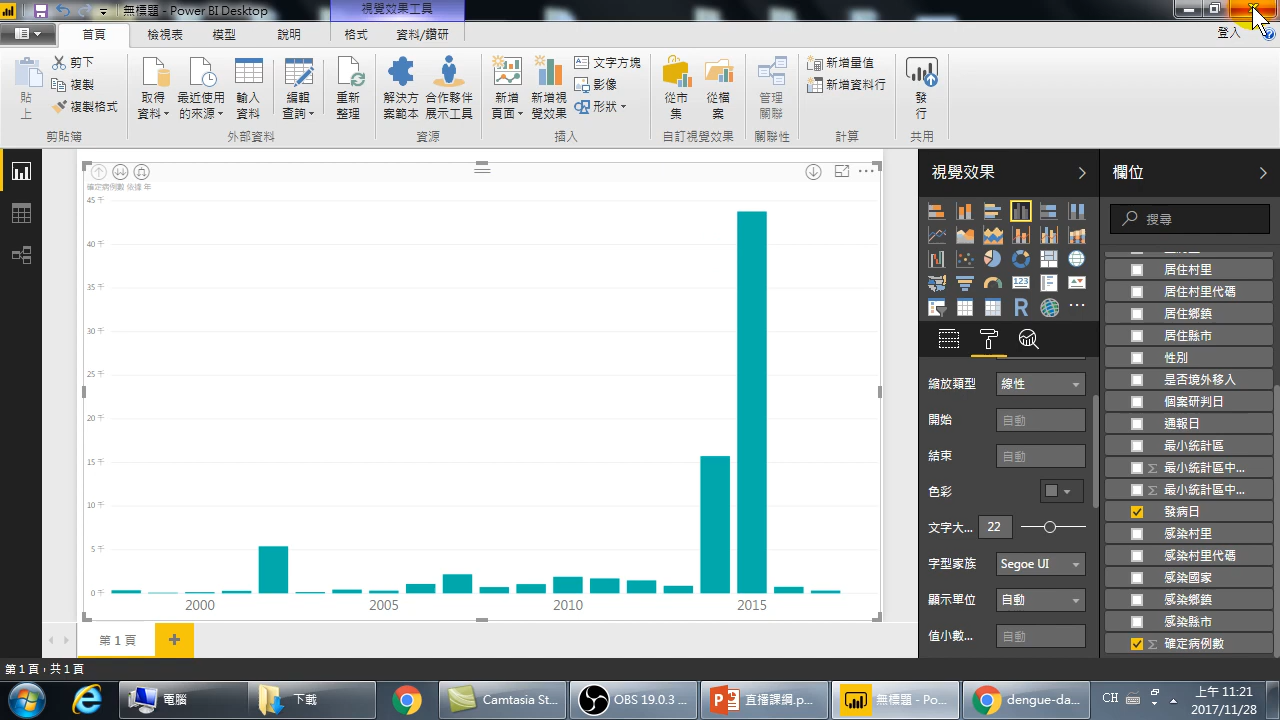 無標題 - Power BI Desktop
視覺效果工具
首頁
檢視表
模型
說明
格式
資料/鑽研
登入
貼上
剪下
複製
複製格式
剪貼簿
取得資料
最近使用的來源
輸入資料
編輯查詢
重新整理
外部資料
解決方案範本
合作夥伴展示工具
資源
新增頁面
新增視覺效果
文字方塊
影像
形狀
插入
從市集
從檔案
自訂視覺效果
管理關聯
關聯性
新增量值
新增資料行
計算
發行
共用
確定病例數 依據 年
45 千
40 千
35 千
30 千
25 千
20 千
15 千
10 千
5 千
0 千
2000
2005
2010
2015
視覺效果
123
R
縮放類型
線性
開始
自動
結束
自動
色彩
文字大...
22
字型家族
Segoe UI
顯示單位
自動
值小數...
自動
欄位
搜尋
居住村里
居住村里代碼
居住鄉鎮
居住縣市
性別
是否境外移入
個案研判日
通報日
最小統計區
Σ 最小統計區中...
Σ 最小統計區中...
發病日
感染村里
感染村里代碼
感染國家
感染鄉鎮
感染縣市
Σ 確定病例數
第 1 頁
第 1 頁，共 1 頁
電腦
下載
Camtasia St...
OBS 19.0.3 ...
直播課綱.p...
無標題 - Po...
dengue-da...
CH
上午 11:21
2017/11/28